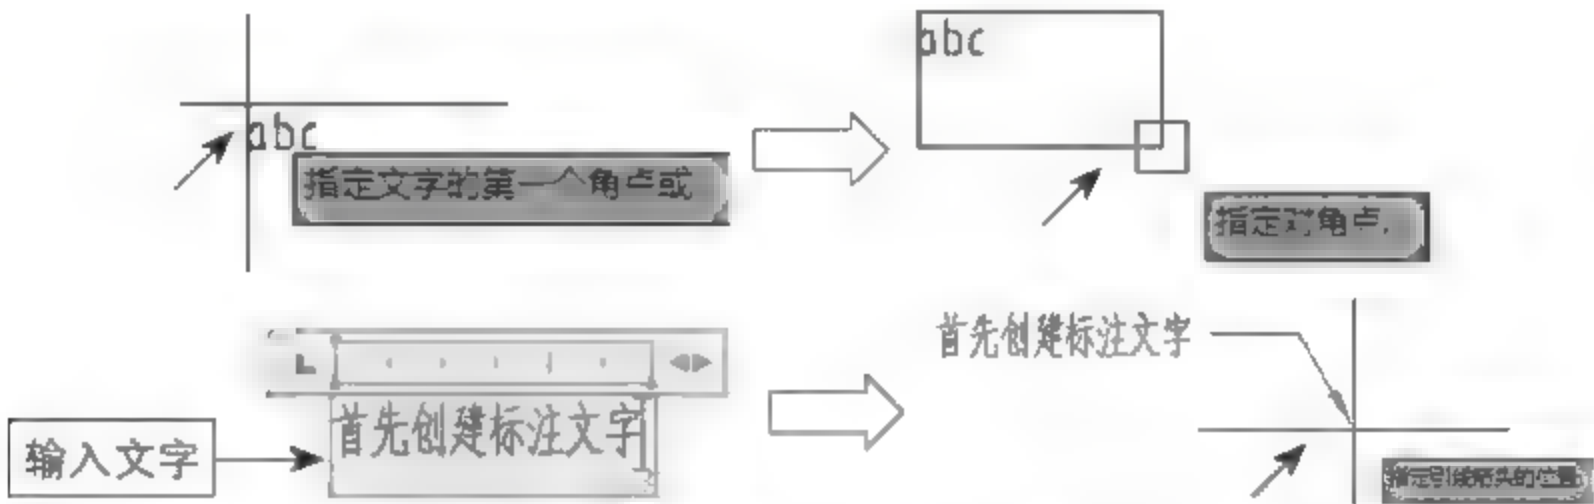 abc
指定文字的第一个角点或
abc
指定对角点:
首先创建标注文字
输入文字
首先创建标注文字
指定引线箭头的位置